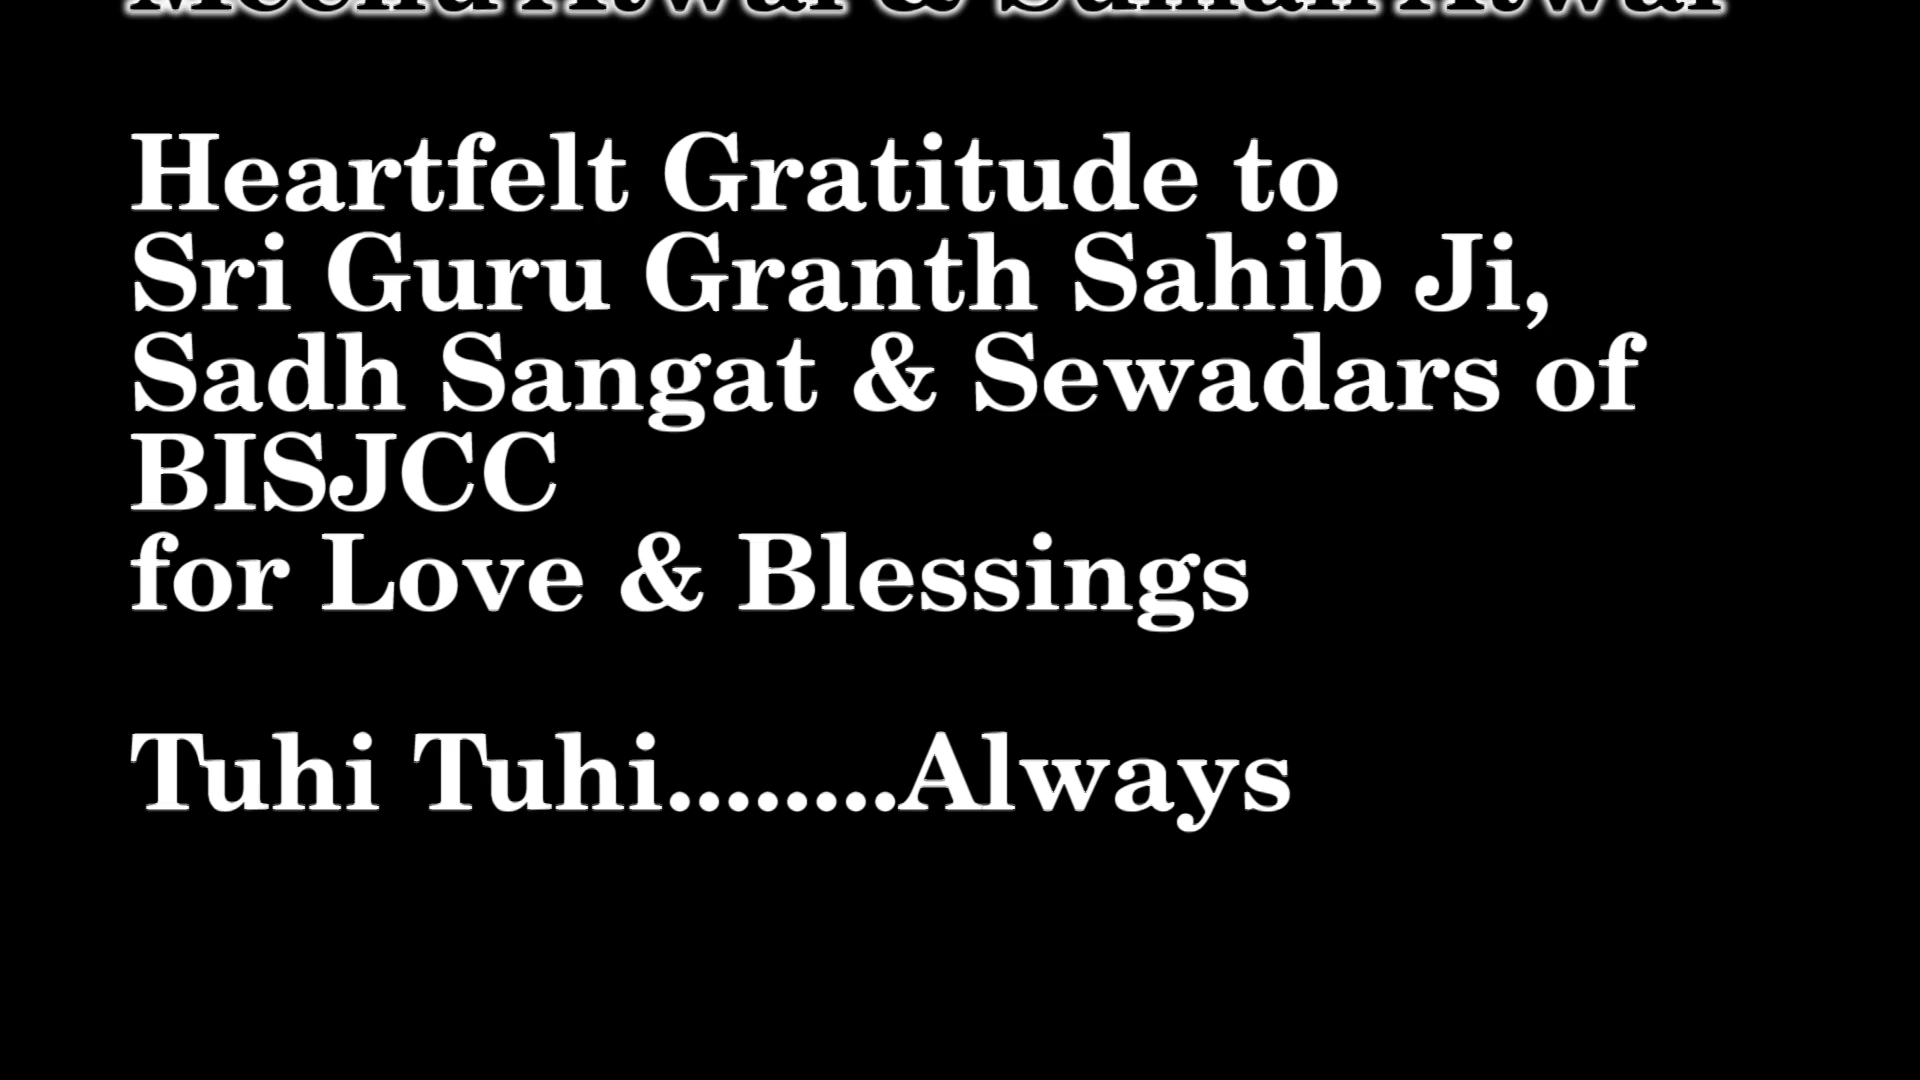 Heartfelt Gratitude to
Sri Guru Granth Sahib Ji,
Sadh Sangat & Sewadars of
BISJCC
for Love & Blessings
Tuhi Tuhi........Always